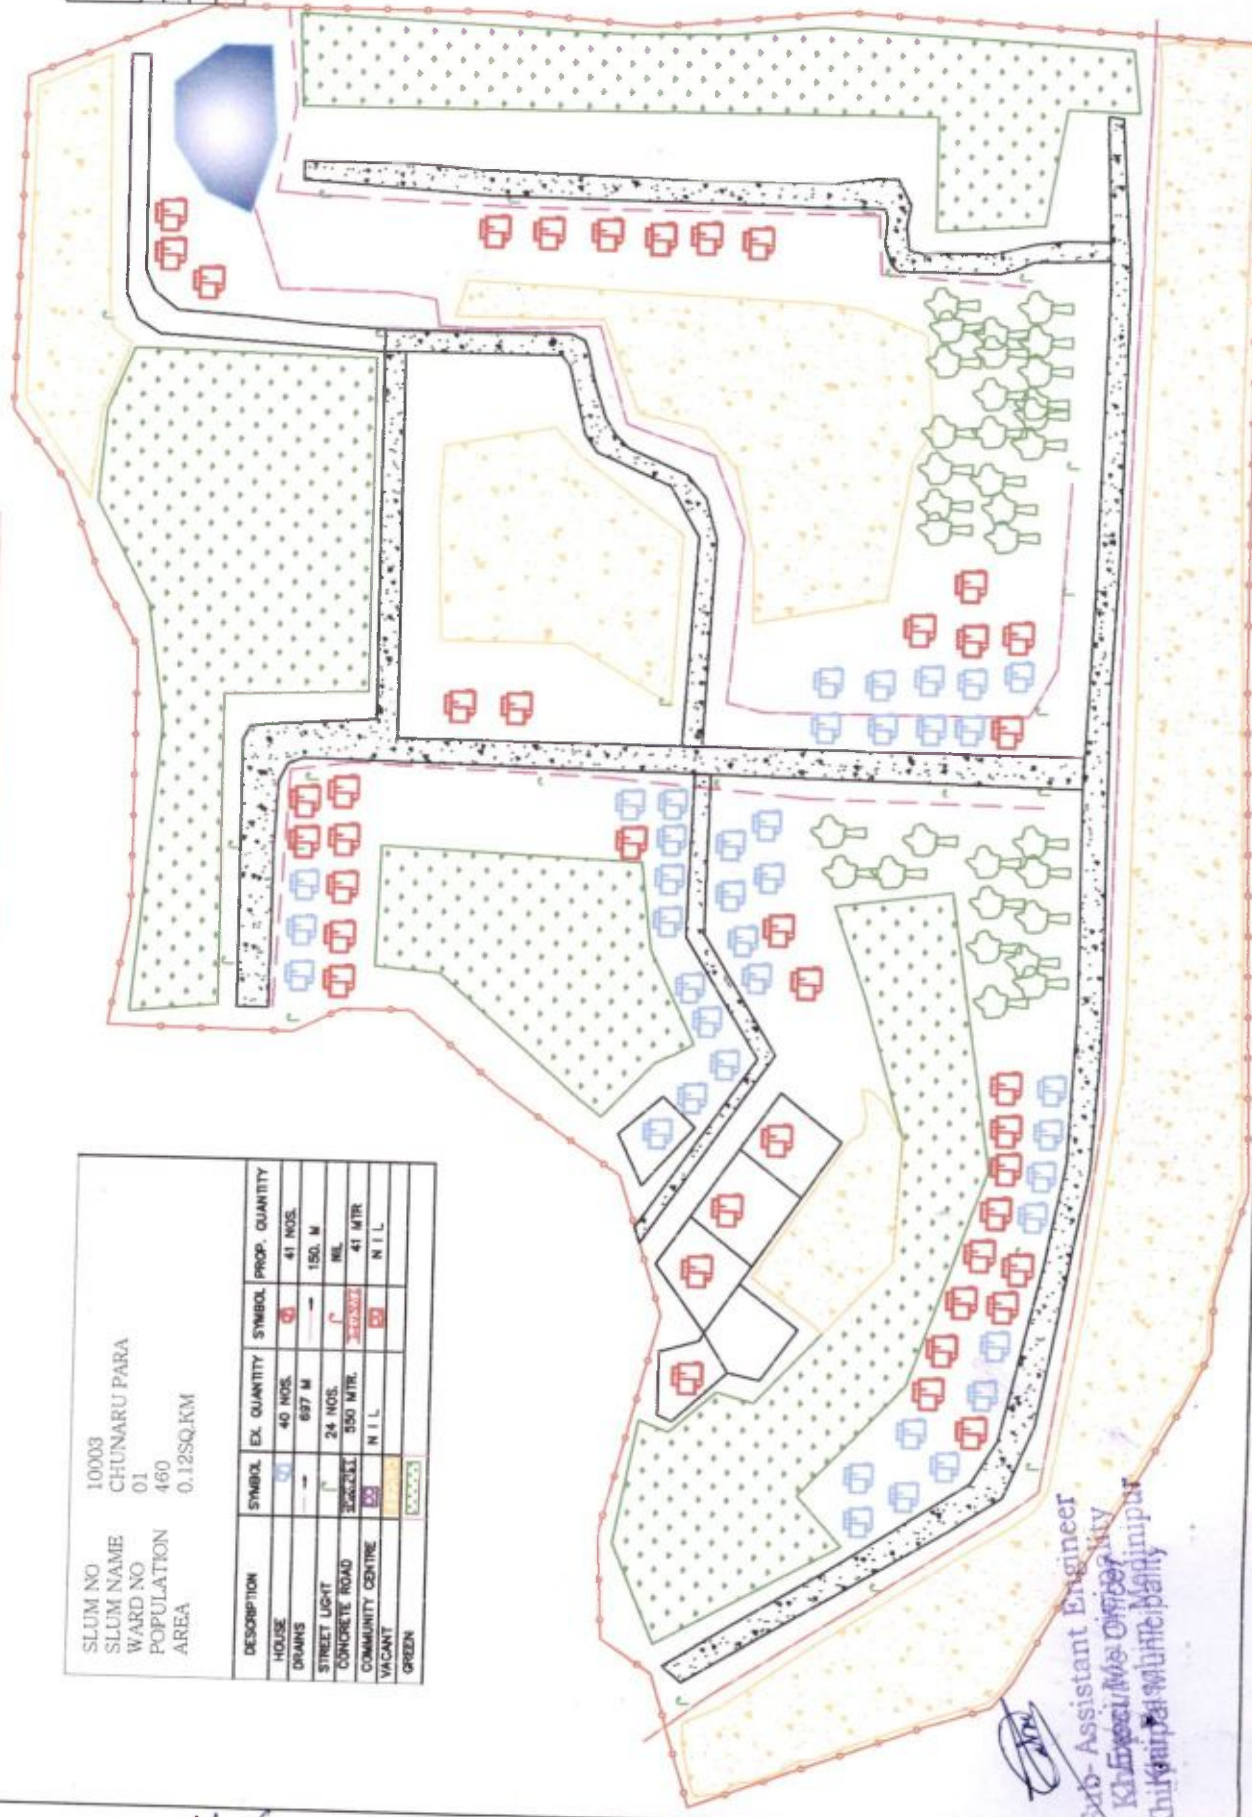 SLUM NO 10003
SLUM NAME CHUNARU PARA
WARD NO 01
POPULATION 460
AREA 0.12SQ.KM
DESCRIPTION SYMBOL EX. QUANTITY SYMBOL PROP. QUANTITY
HOUSE 40 NOS. 41 NOS.
DRAINS 697 M 150. M
STREET LIGHT 24 NOS. NIL
CONCRETE ROAD 550 MTR. 41 MTR
COMMUNITY CENTRE N I L N I L
VACANT
GREEN
ub- Assistant Engineer